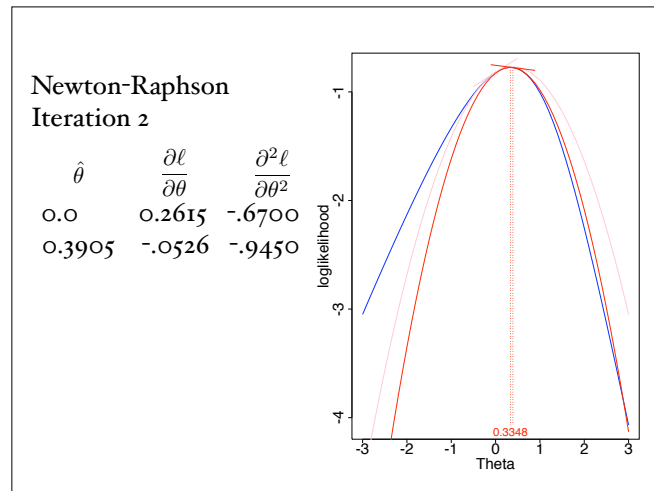 Newton-Raphson
Iteration 2
θ̂ ∂ℓ/∂θ ∂²ℓ/∂θ²
0.0 0.2615 -.6700
0.3905 -.0526 -.9450
loglikelihood
-1
-2
-3
-4
0.3348
-3 -2 -1 0 1 2 3
Theta